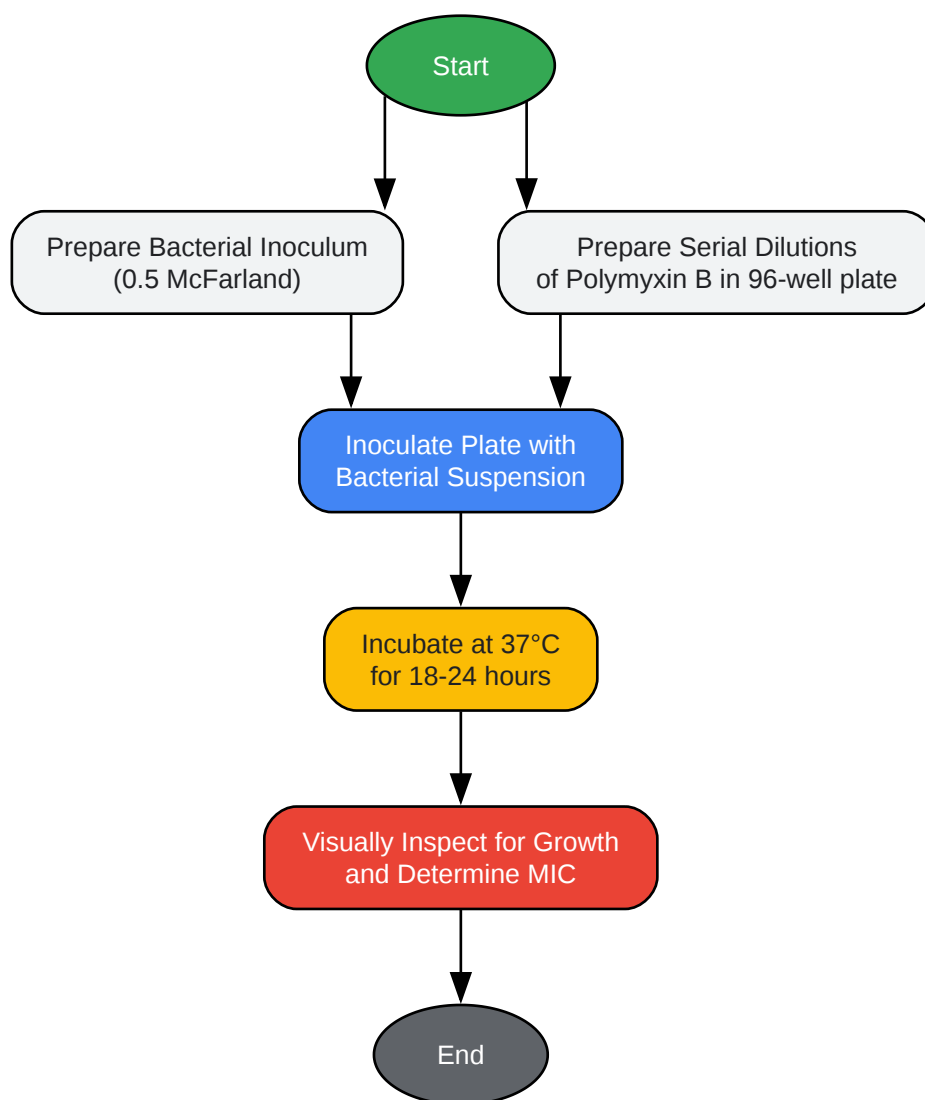 Start
Prepare Bacterial Inoculum
(0.5 McFarland)
Prepare Serial Dilutions
of Polymyxin B in 96-well plate
Inoculate Plate with
Bacterial Suspension
Incubate at 37°C
for 18-24 hours
Visually Inspect for Growth
and Determine MIC
End